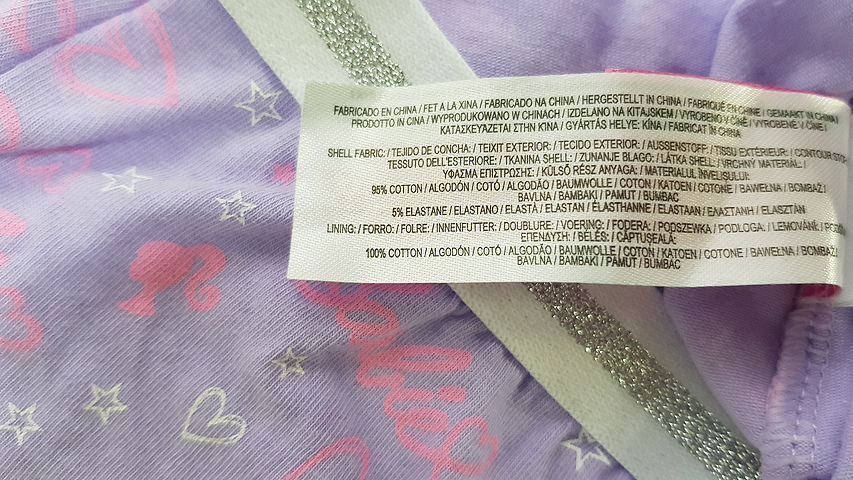 FABRICADO EN CHINA / FET A LA XINA / FABRICADO NA CHINA / HERGESTELLT IN CHINA / FABRIQUÉ EN CHINE / GEMAAKT IN CHINA /
PRODOTTO IN CINA / WYPRODUKOWANO W CHINACH / IZDELANO NA KITAJSKEM / VYROBENO V ČÍNĚ / VYROBENÉ V ČÍNE /
ΚΑΤΑΣΚΕΥΑΖΕΤΑΙ ΣΤΗΝ ΚΙΝΑ / GYÁRTÁS HELYE: KÍNA / FABRICAT ÎN CHINA
SHELL FABRIC: / TEJIDO DE CONCHA: / TEIXIT EXTERIOR: / TECIDO EXTERIOR: / AUSSENSTOFF: / TISSU EXTÉRIEUR: / CONTOUR
TESSUTO DELL'ESTERIORE: / TKANINA SHELL: / ZUNANJE BLAGO: / LÁTKA SHELL: / VRCHNÝ MATERIÁL: /
ΥΦΑΣΜΑ ΕΠΙΣΤΡΩΣΗΣ: / KÜLSŐ RÉSZ ANYAGA: / MATERIALUL ÎNVELIȘULUI:
95% COTTON / ALGODÓN / COTÓ / ALGODÃO / BAUMWOLLE / COTON / KATOEN / COTONE / BAWEŁNA / BOMBAŽ /
BAVLNA / ΒΑΜΒΑΚΙ / PAMUT / BUMBAC
5% ELASTANE / ELASTANO / ELASTÀ / ELASTAN / ÉLASTHANNE / ELASTAAN / ΕΛΑΣΤΑΝΗ / ELASZTÁN
LINING: / FORRO: / FOLRE: / INNENFUTTER: / DOUBLURE: / VOERING: / FODERA: / PODSZEWKA / PODLOGA: / LEMOVÁNÍ:
ΕΠΕΝΔΥΣΗ: / BÉLÉS: / CĂPTUȘEALĂ:
100% COTTON / ALGODÓN / COTÓ / ALGODÃO / BAUMWOLLE / COTON / KATOEN / COTONE / BAWEŁNA / BOMBAŽ
BAVLNA / ΒΑΜΒΑΚΙ / PAMUT / BUMBAC